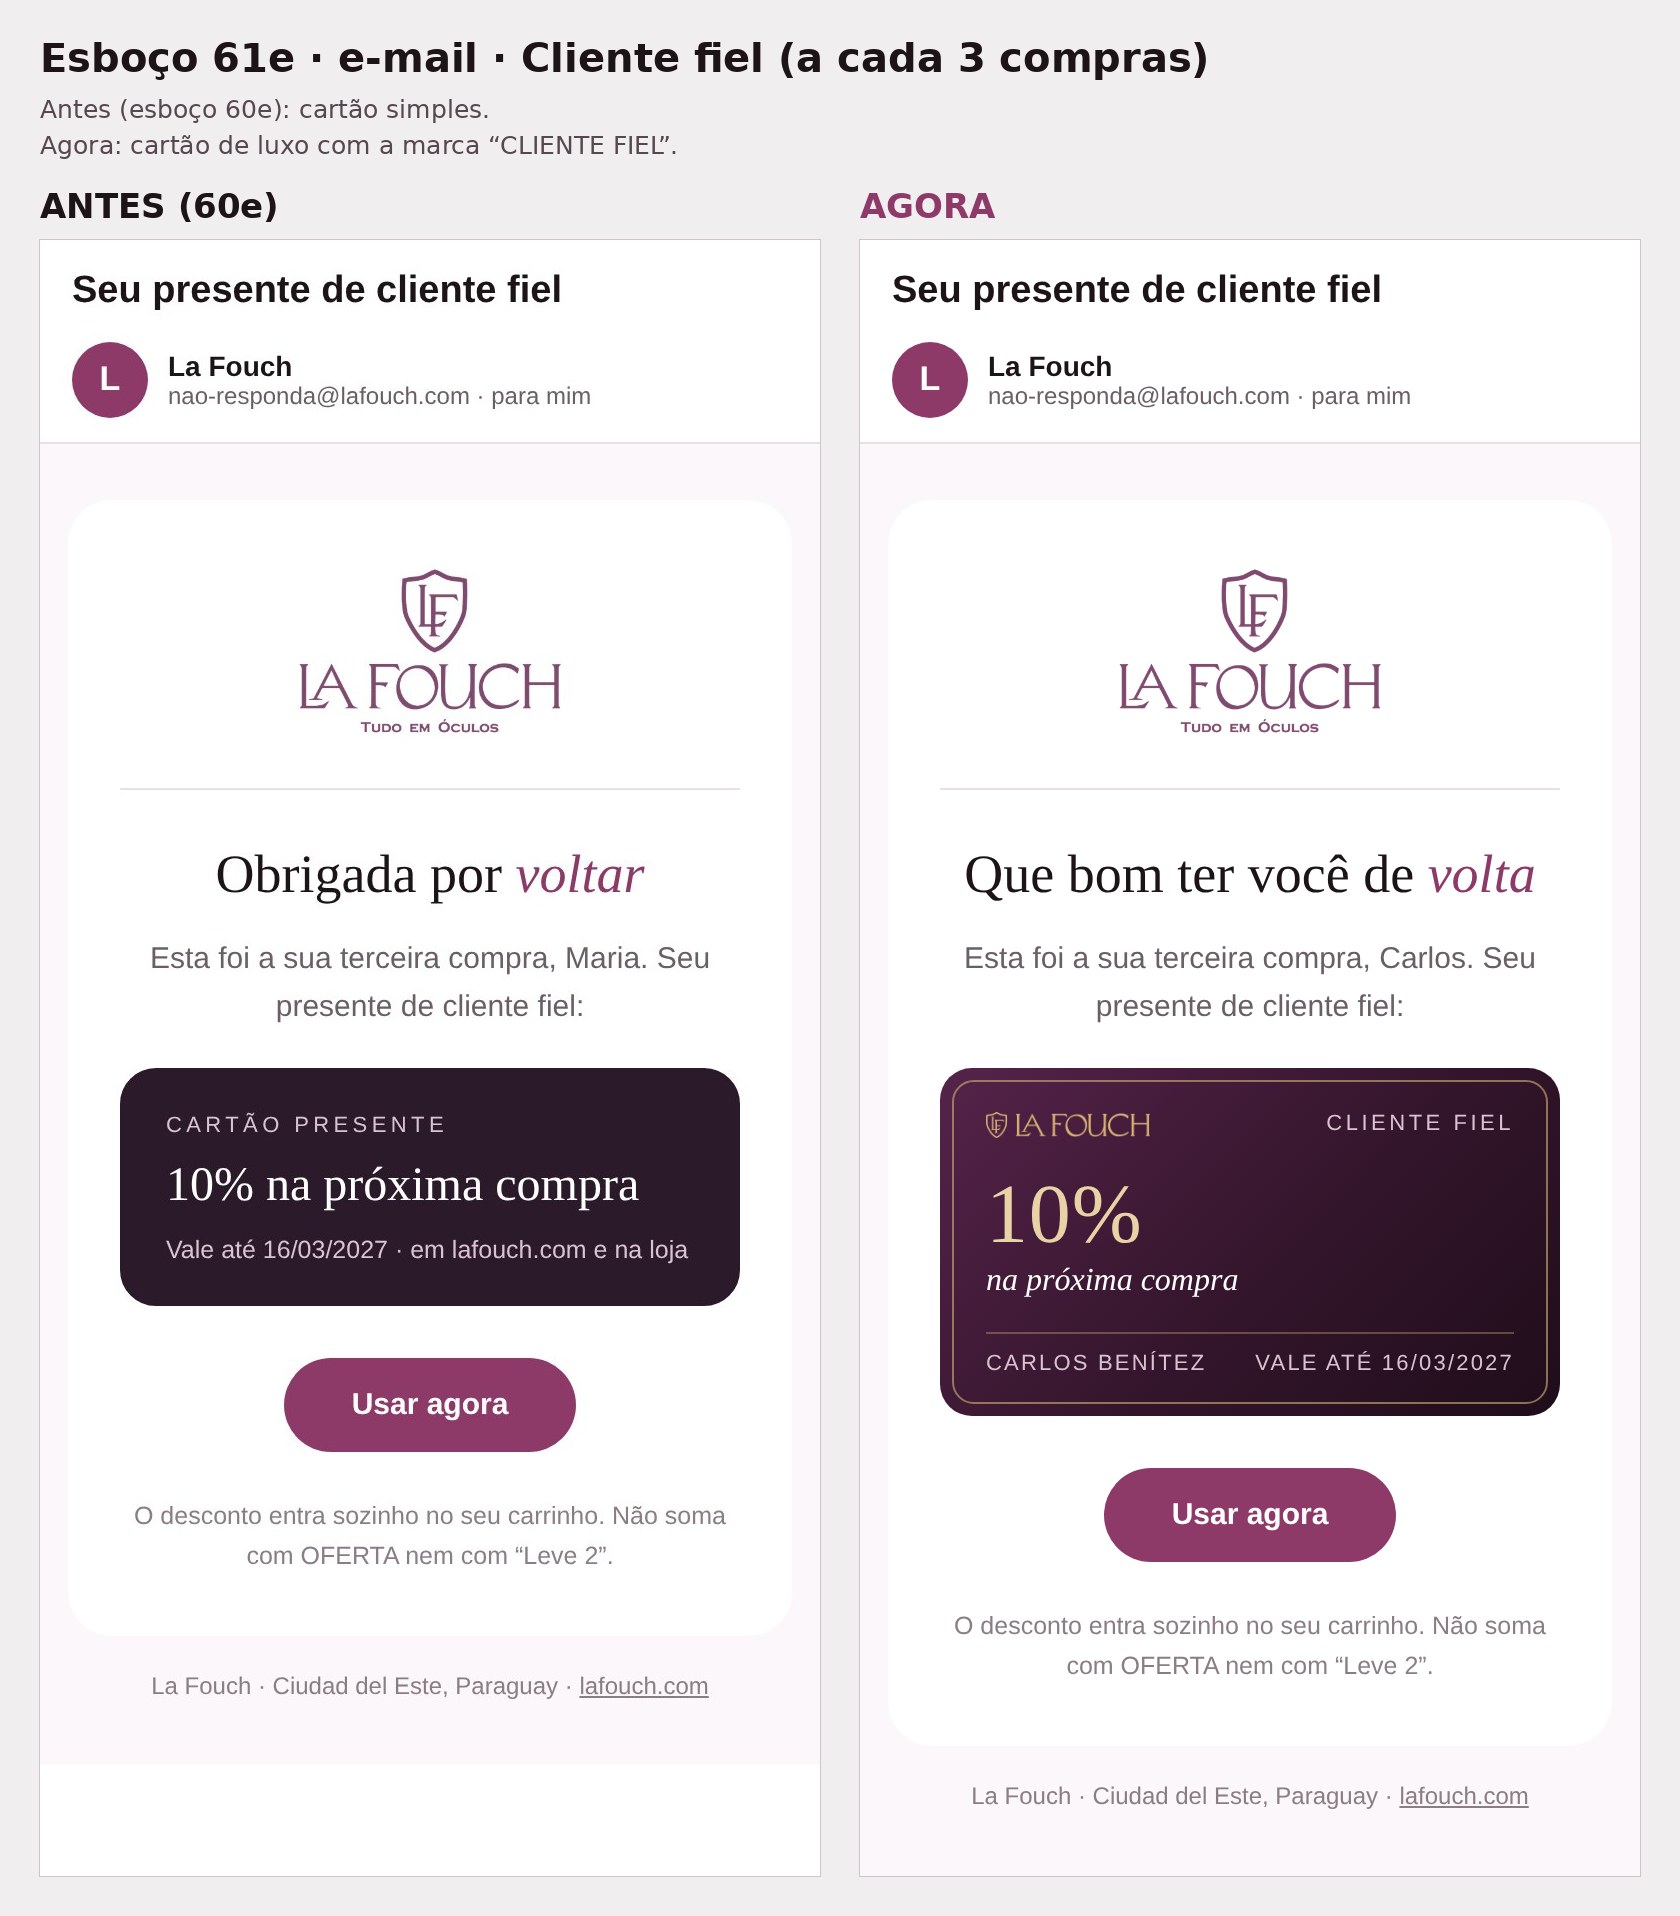 Esboço 61e · e-mail · Cliente fiel (a cada 3 compras)
Antes (esboço 60e): cartão simples.
Agora: cartão de luxo com a marca “CLIENTE FIEL”.
ANTES (60e)
Seu presente de cliente fiel
L
La Fouch
nao-responda@lafouch.com · para mim
LF
LA FOUCH
Tudo em Óculos
Obrigada por voltar
Esta foi a sua terceira compra, Maria. Seu
presente de cliente fiel:
CARTÃO PRESENTE
10% na próxima compra
Vale até 16/03/2027 · em lafouch.com e na loja
Usar agora
O desconto entra sozinho no seu carrinho. Não soma
com OFERTA nem com “Leve 2”.
La Fouch · Ciudad del Este, Paraguay · lafouch.com
AGORA
Seu presente de cliente fiel
L
La Fouch
nao-responda@lafouch.com · para mim
LF
LA FOUCH
Tudo em Óculos
Que bom ter você de volta
Esta foi a sua terceira compra, Carlos. Seu
presente de cliente fiel:
LF LA FOUCH
CLIENTE FIEL
10%
na próxima compra
CARLOS BENÍTEZ
VALE ATÉ 16/03/2027
Usar agora
O desconto entra sozinho no seu carrinho. Não soma
com OFERTA nem com “Leve 2”.
La Fouch · Ciudad del Este, Paraguay · lafouch.com